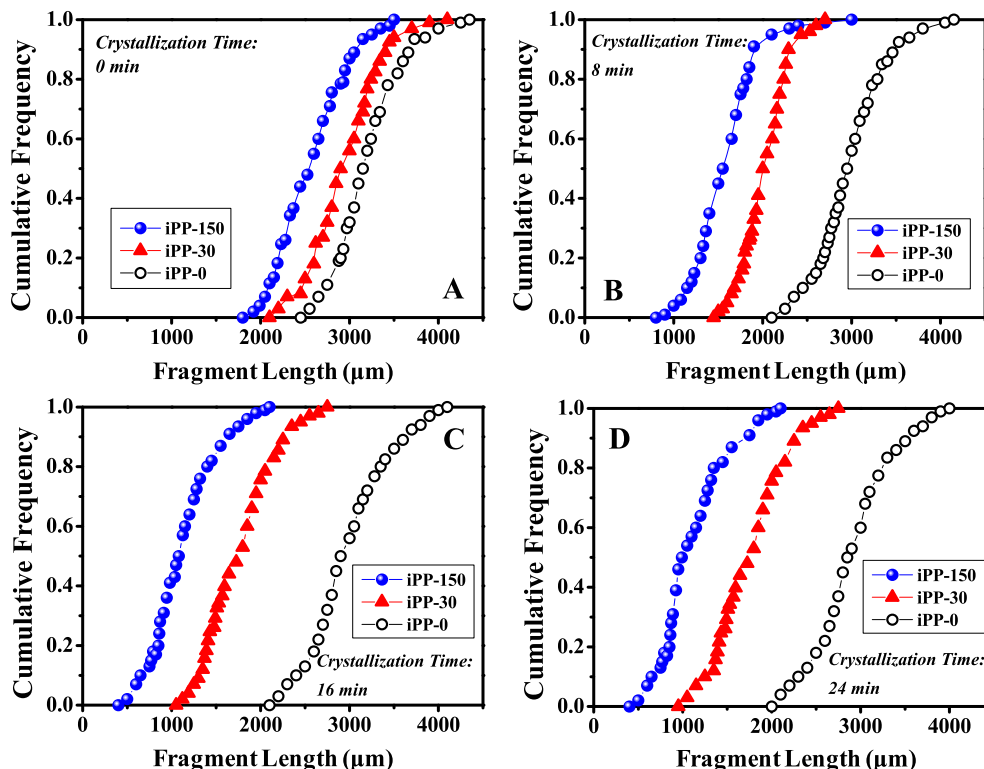 Cumulative Frequency
1.0
0.8
0.6
0.4
0.2
0.0
Crystallization Time:
0 min
iPP-150
iPP-30
iPP-0
A
0 1000 2000 3000 4000
Fragment Length (µm)
Cumulative Frequency
1.0
0.8
0.6
0.4
0.2
0.0
Crystallization Time:
8 min
iPP-150
iPP-30
iPP-0
B
0 1000 2000 3000 4000
Fragment Length (µm)
Cumulative Frequency
1.0
0.8
0.6
0.4
0.2
0.0
C
iPP-150
iPP-30
iPP-0
Crystallization Time:
16 min
0 1000 2000 3000 4000
Fragment Length (µm)
Cumulative Frequency
1.0
0.8
0.6
0.4
0.2
0.0
D
iPP-150
iPP-30
iPP-0
Crystallization Time:
24 min
0 1000 2000 3000 4000
Fragment Length (µm)